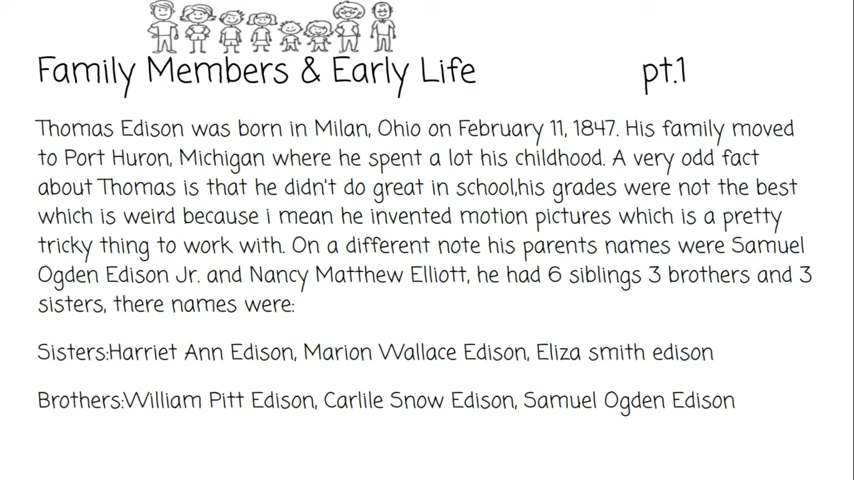 Family Members & Early Life pt.1
Thomas Edison was born in Milan, Ohio on February 11, 1847. His family moved
to Port Huron, Michigan where he spent a lot his childhood. A very odd fact
about Thomas is that he didn't do great in school,his grades were not the best
which is weird because i mean he invented motion pictures which is a pretty
tricky thing to work with. On a different note his parents names were Samuel
Ogden Edison Jr. and Nancy Matthew Elliott, he had 6 siblings 3 brothers and 3
sisters, there names were:
Sisters:Harriet Ann Edison, Marion Wallace Edison, Eliza smith edison
Brothers:William Pitt Edison, Carlile Snow Edison, Samuel Ogden Edison